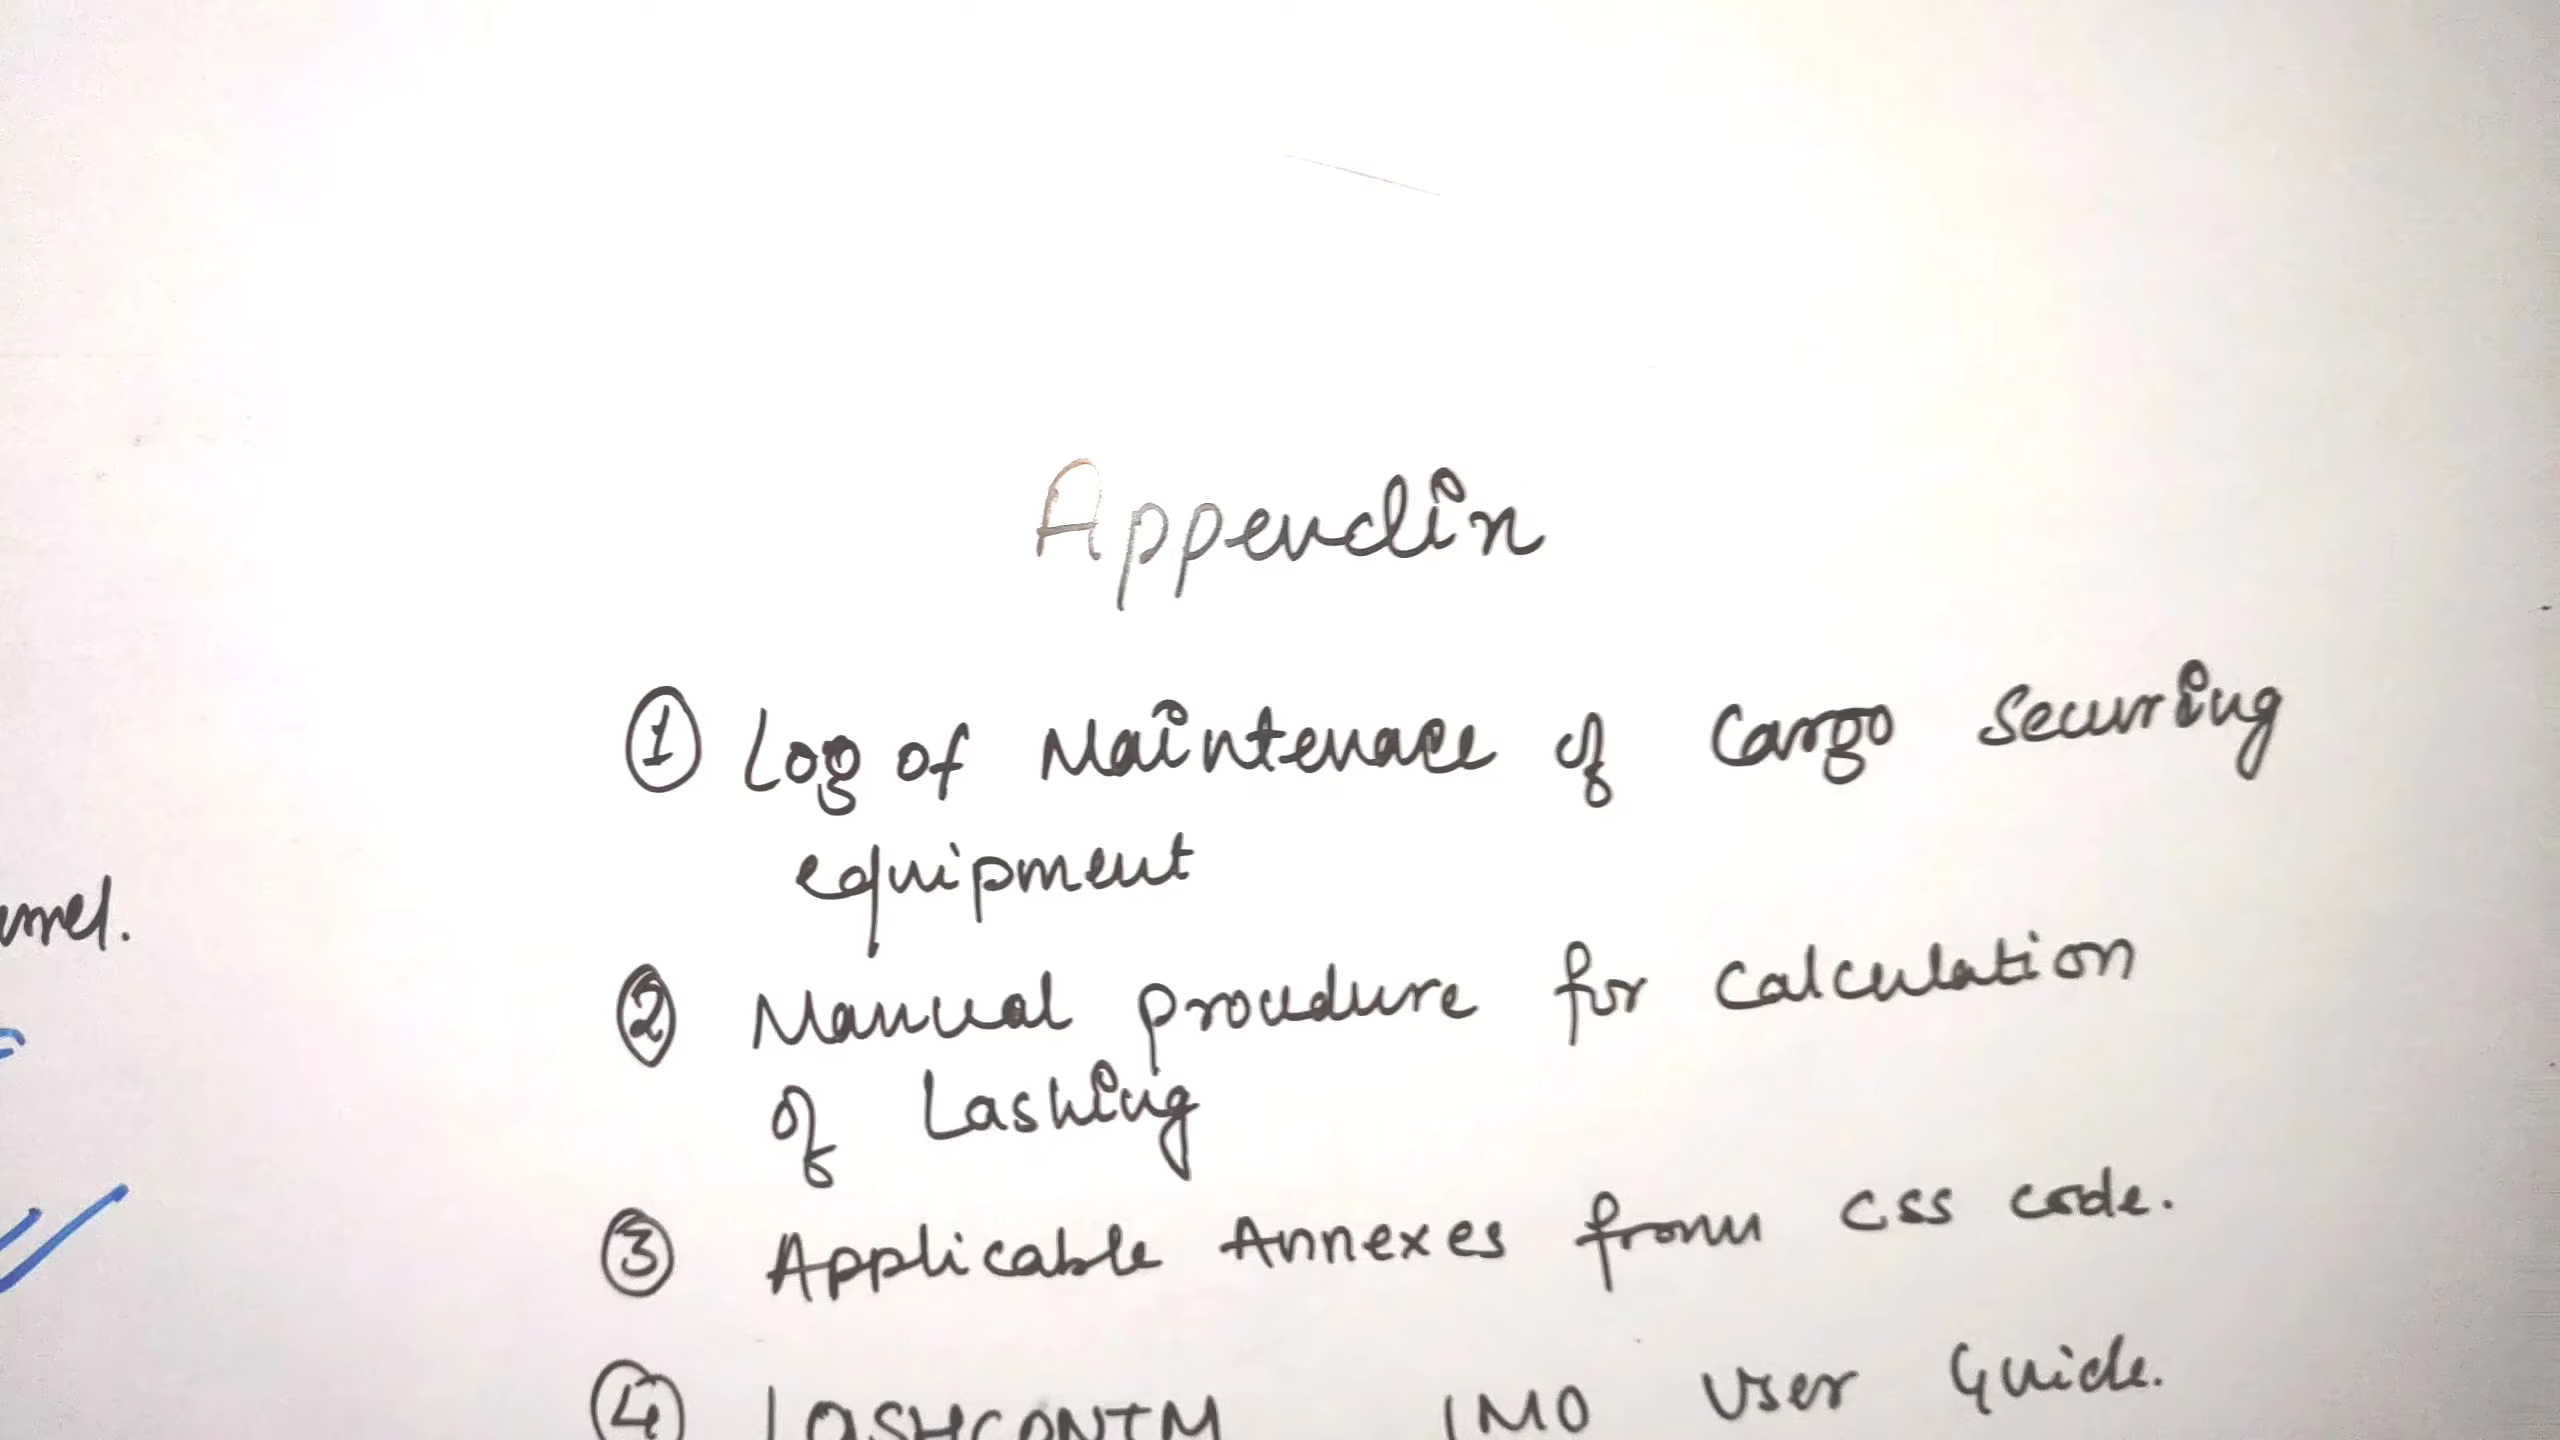 Appendix
① Log of Maintenace of Cargo securing
equipment
② Manual procedure for calculation
of Lashing
③ Applicable Annexes from CSS code.
④ LASHCONTM IMO User Guide.